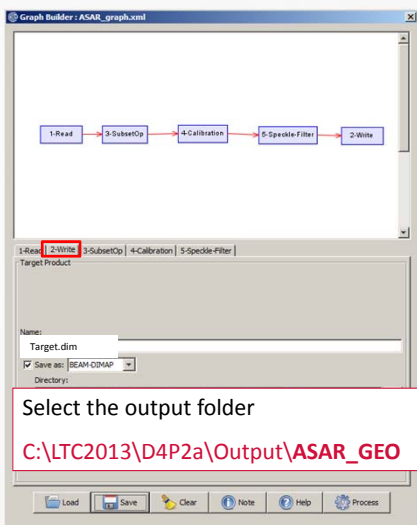 Graph Builder : ASAR_graph.xml
1-Read
3-SubsetOp
4-Calibration
5-Speckle-Filter
2-Write
1-Read 2-Write 3-SubsetOp 4-Calibration 5-Speckle-Filter
Target Product
Name:
Target.dim
Save as: BEAM-DIMAP
Directory:
Select the output folder
C:\LTC2013\D4P2a\Output\ASAR_GEO
Load Save Clear Note Help Process